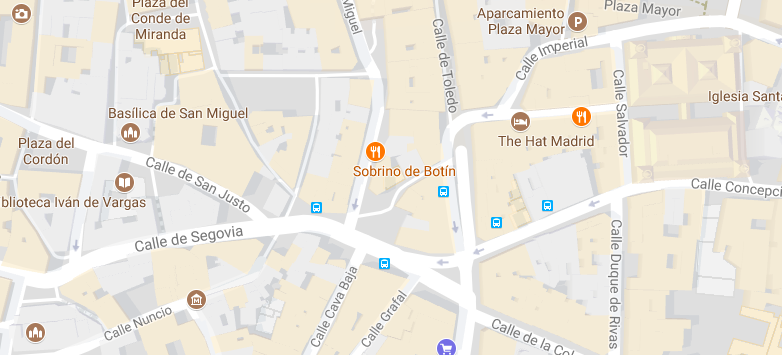 Plaza del
Conde de
Miranda
Miguel
Aparcamiento
Plaza Mayor
Plaza Mayor
Calle Imperial
Calle de Toledo
Calle Salvador
Iglesia Santa
Basílica de San Miguel
The Hat Madrid
Plaza del
Cordón
Sobrino de Botín
Calle de San Justo
Calle Concepci
blioteca Iván de Vargas
Calle de Segovia
Calle Duque de Rivas
Calle Cava Baja
Calle Grafal
Calle Nuncio
Calle de la Co